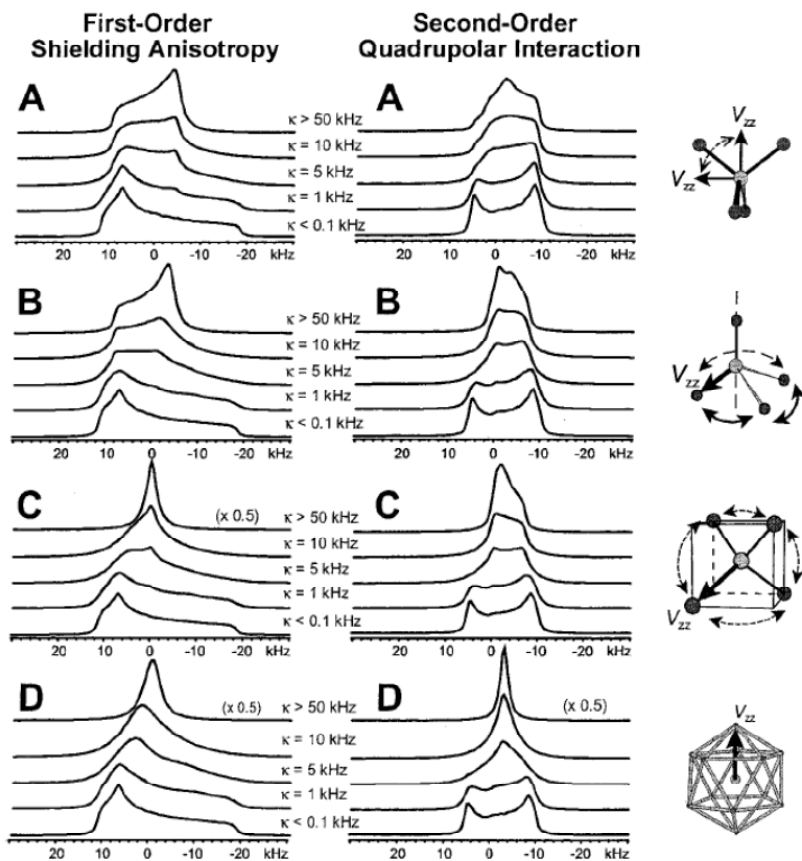 First-Order
Shielding Anisotropy
Second-Order
Quadrupolar Interaction
A
A
κ > 50 kHz
κ = 10 kHz
κ = 5 kHz
κ = 1 kHz
κ < 0.1 kHz
Vzz
Vzz
20 10 0 -10 -20 kHz
20 10 0 -10 kHz
B
B
κ > 50 kHz
κ = 10 kHz
κ = 5 kHz
κ = 1 kHz
κ < 0.1 kHz
Vzz
20 10 0 -10 -20 kHz
20 10 0 -10 kHz
C
C
(x 0.5)
κ > 50 kHz
κ = 10 kHz
κ = 5 kHz
κ = 1 kHz
κ < 0.1 kHz
Vzz
20 10 0 -10 -20 kHz
20 10 0 -10 kHz
D
D
(x 0.5)
κ > 50 kHz
(x 0.5)
κ = 10 kHz
κ = 5 kHz
κ = 1 kHz
κ < 0.1 kHz
Vzz
20 10 0 -10 -20 kHz
20 10 0 -10 kHz